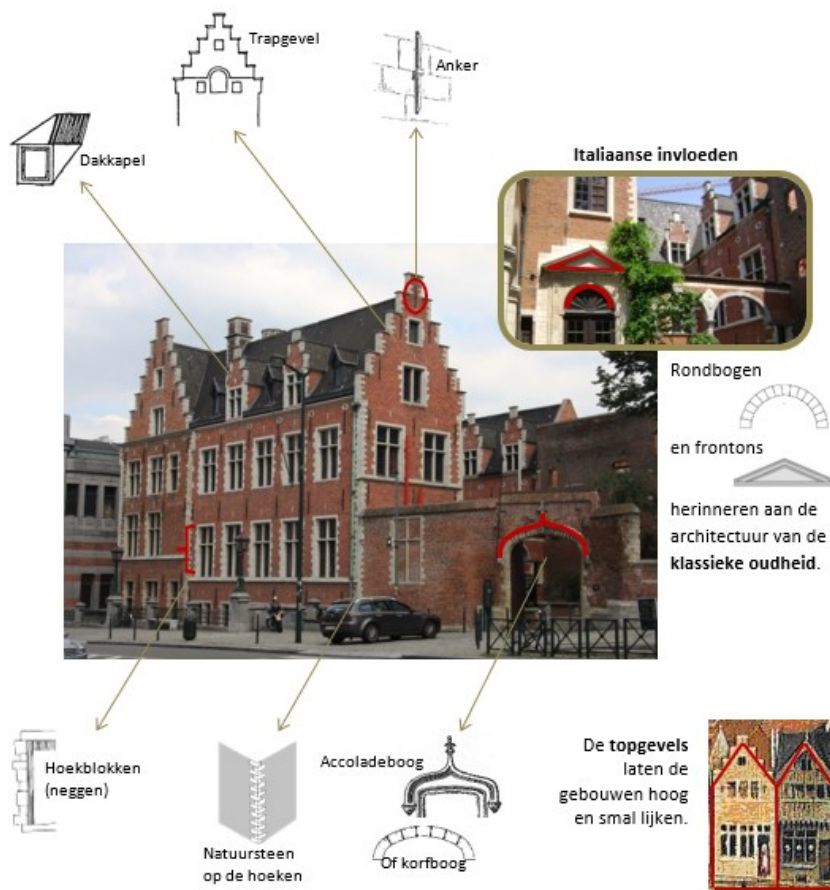 Trapgevel
Anker
Dakkapel
Italiaanse invloeden
Rondbogen
en frontons
herinneren aan de
architectuur van de
klassieke oudheid.
Hoekblokken
(neggen)
Natuursteen
op de hoeken
Accoladeboog
Of korfboog
De topgevels
laten de
gebouwen hoog
en smal lijken.